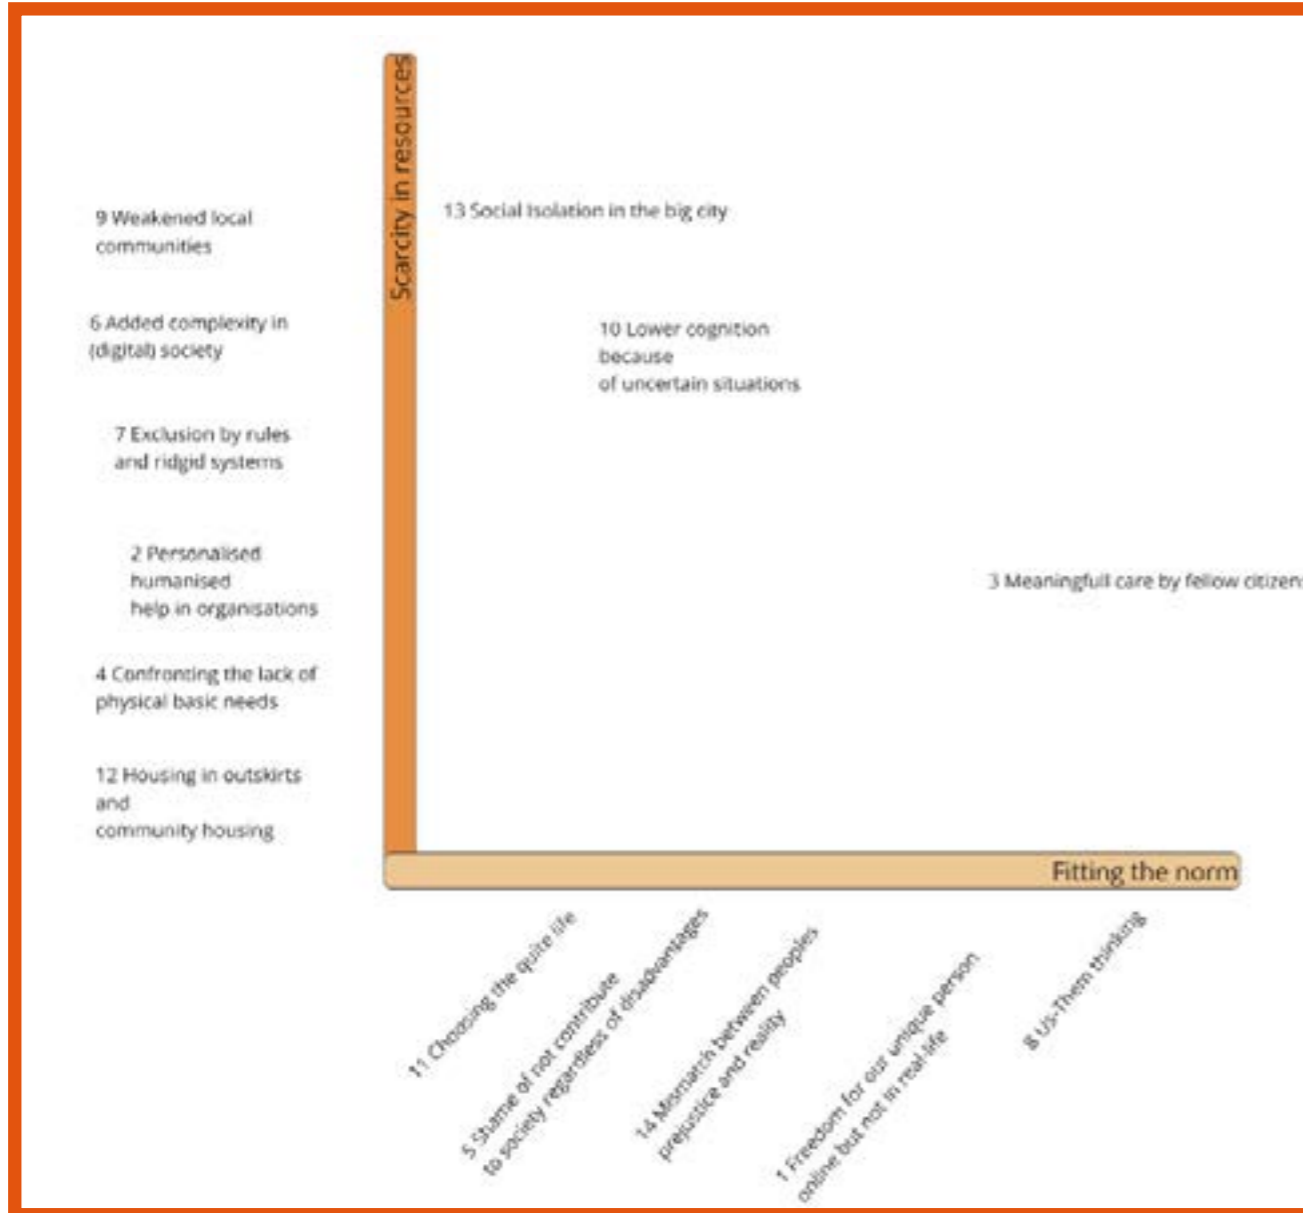 Scarcity in resources
9 Weakened local
communities
13 Social Isolation in the big city
6 Added complexity in
(digital) society
10 Lower cognition
because
of uncertain situations
7 Exclusion by rules
and ridgid systems
2 Personalised
humanised
help in organisations
3 Meaningfull care by fellow citizens
4 Confronting the lack of
physical basic needs
12 Housing in outskirts
and
community housing
Fitting the norm
11 Choosing the quite life
5 Shame of not contribute
to society regardless of disadvantages
14 Mismatch between peoples
prejustice and reality
1 Freedom for our unique person
online but not in real-life
8 Us-Them thinking